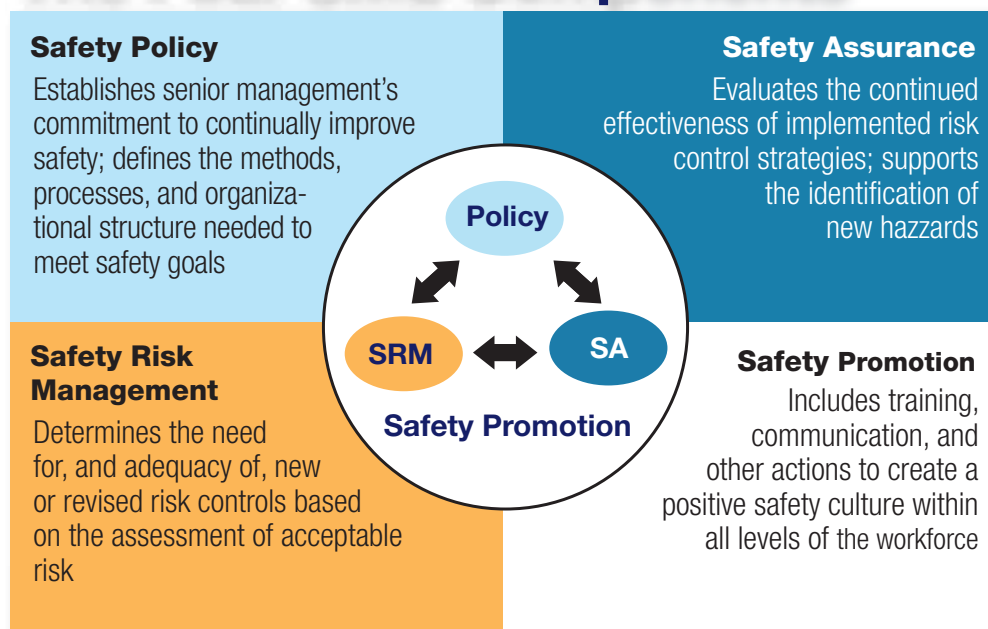 Safety Policy
Establishes senior management's
commitment to continually improve
safety; defines the methods,
processes, and organiza-
tional structure needed to
meet safety goals
Safety Assurance
Evaluates the continued
effectiveness of implemented risk
control strategies; supports
the identification of
new hazzards
Policy
SRM
SA
Safety Promotion
Safety Risk
Management
Determines the need
for, and adequacy of, new
or revised risk controls based
on the assessment of acceptable
risk
Safety Promotion
Includes training,
communication, and
other actions to create a
positive safety culture within
all levels of the workforce